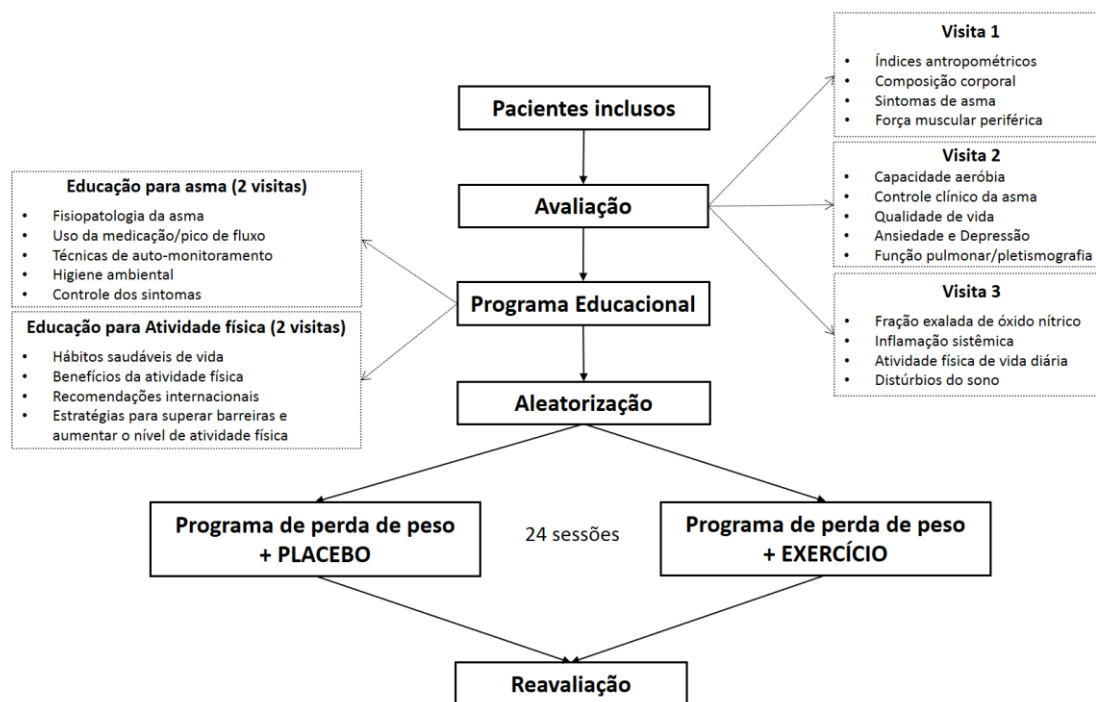 Pacientes inclusos
Avaliação
Visita 1
• Índices antropométricos
• Composição corporal
• Sintomas de asma
• Força muscular periférica
Visita 2
• Capacidade aeróbia
• Controle clínico da asma
• Qualidade de vida
• Ansiedade e Depressão
• Função pulmonar/pletismografia
Visita 3
• Fração exalada de óxido nítrico
• Inflamação sistêmica
• Atividade física de vida diária
• Distúrbios do sono
Programa Educacional
Educação para asma (2 visitas)
• Fisiopatologia da asma
• Uso da medicação/pico de fluxo
• Técnicas de auto-monitoramento
• Higiene ambiental
• Controle dos sintomas
Educação para Atividade física (2 visitas)
• Hábitos saudáveis de vida
• Benefícios da atividade física
• Recomendações internacionais
• Estratégias para superar barreiras e
aumentar o nível de atividade física
Aleatorização
Programa de perda de peso
+ PLACEBO
24 sessões
Programa de perda de peso
+ EXERCÍCIO
Reavaliação